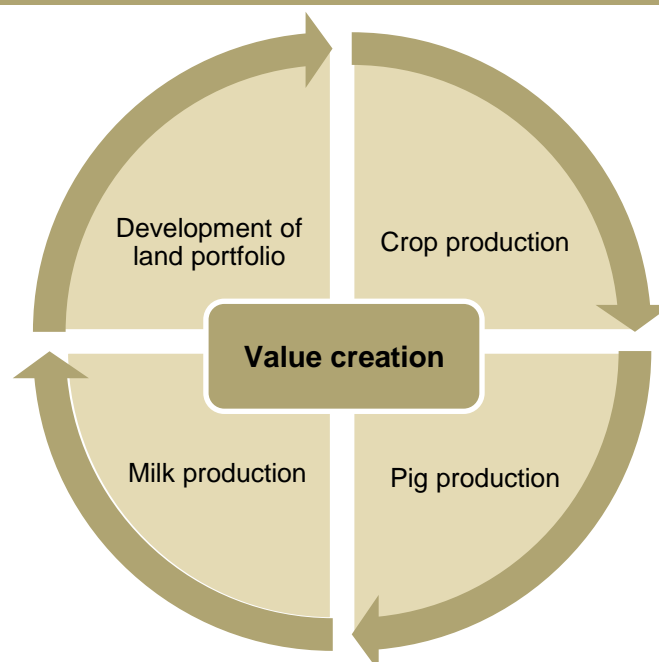 Development of
land portfolio
Crop production
Value creation
Milk production
Pig production